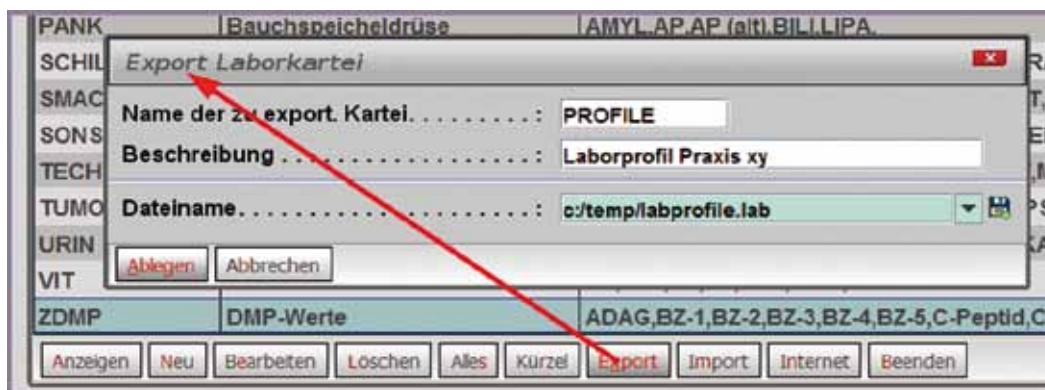 PANK Bauchspeicheldrüse AMYL,AP,AP (alt),BILI,LIPA,
SCHIL
Export Laborkartei
SMAC
Name der zu export. Kartei. . . . . . . . . : PROFILE
SONS
Beschreibung . . . . . . . . . . . . . . . . . . : Laborprofil Praxis xy
TECH
TUMO
Dateiname. . . . . . . . . . . . . . . . . . . . : c:/temp/labprofile.lab
URIN
Ablegen Abbrechen
VIT
ZDMP DMP-Werte ADAG,BZ-1,BZ-2,BZ-3,BZ-4,BZ-5,C-Peptid,
Anzeigen Neu Bearbeiten Löschen Alles Kürzel Export Import Internet Beenden